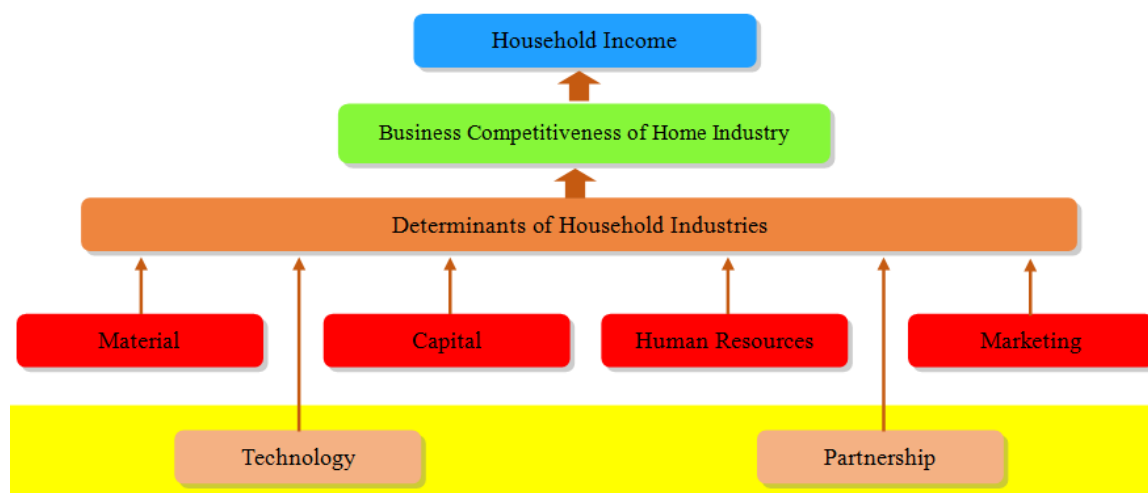 Household Income
Business Competitiveness of Home Industry
Determinants of Household Industries
Material
Capital
Human Resources
Marketing
Technology
Partnership